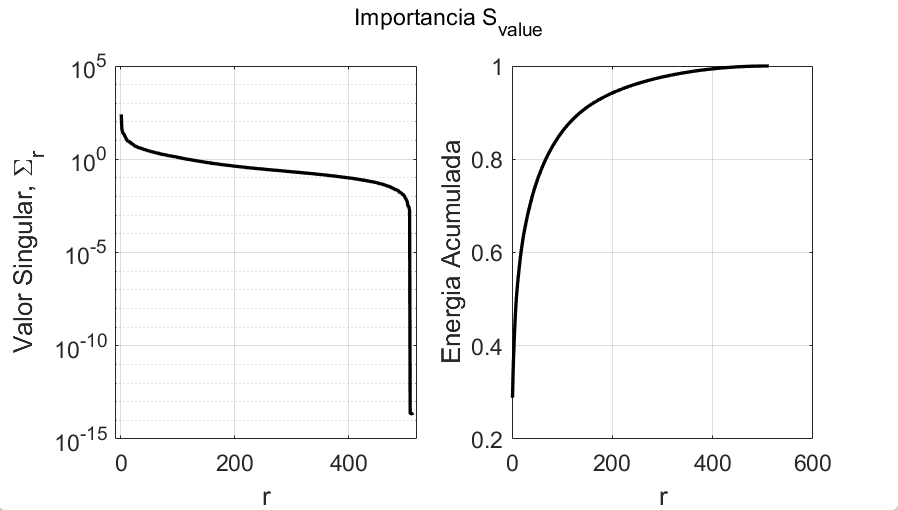 Importancia S_value
10^5
10^0
10^-5
10^-10
10^-15
Valor Singular, Σ_r
0 200 400
r
1
0.8
0.6
0.4
0.2
Energia Acumulada
0 200 400 600
r